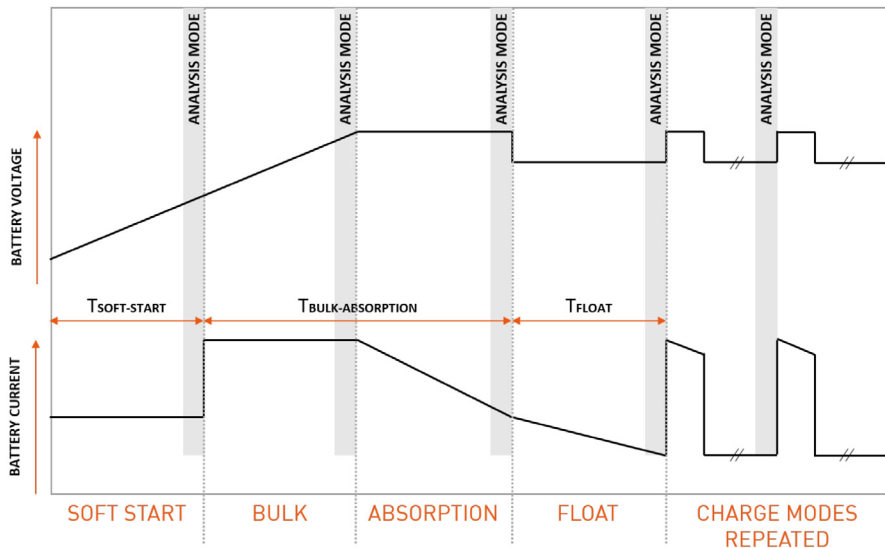 ANALYSIS MODE
ANALYSIS MODE
ANALYSIS MODE
ANALYSIS MODE
ANALYSIS MODE
BATTERY VOLTAGE
TSOFT-START
TBULK-ABSORPTION
TFLOAT
BATTERY CURRENT
SOFT START
BULK
ABSORPTION
FLOAT
CHARGE MODES
REPEATED